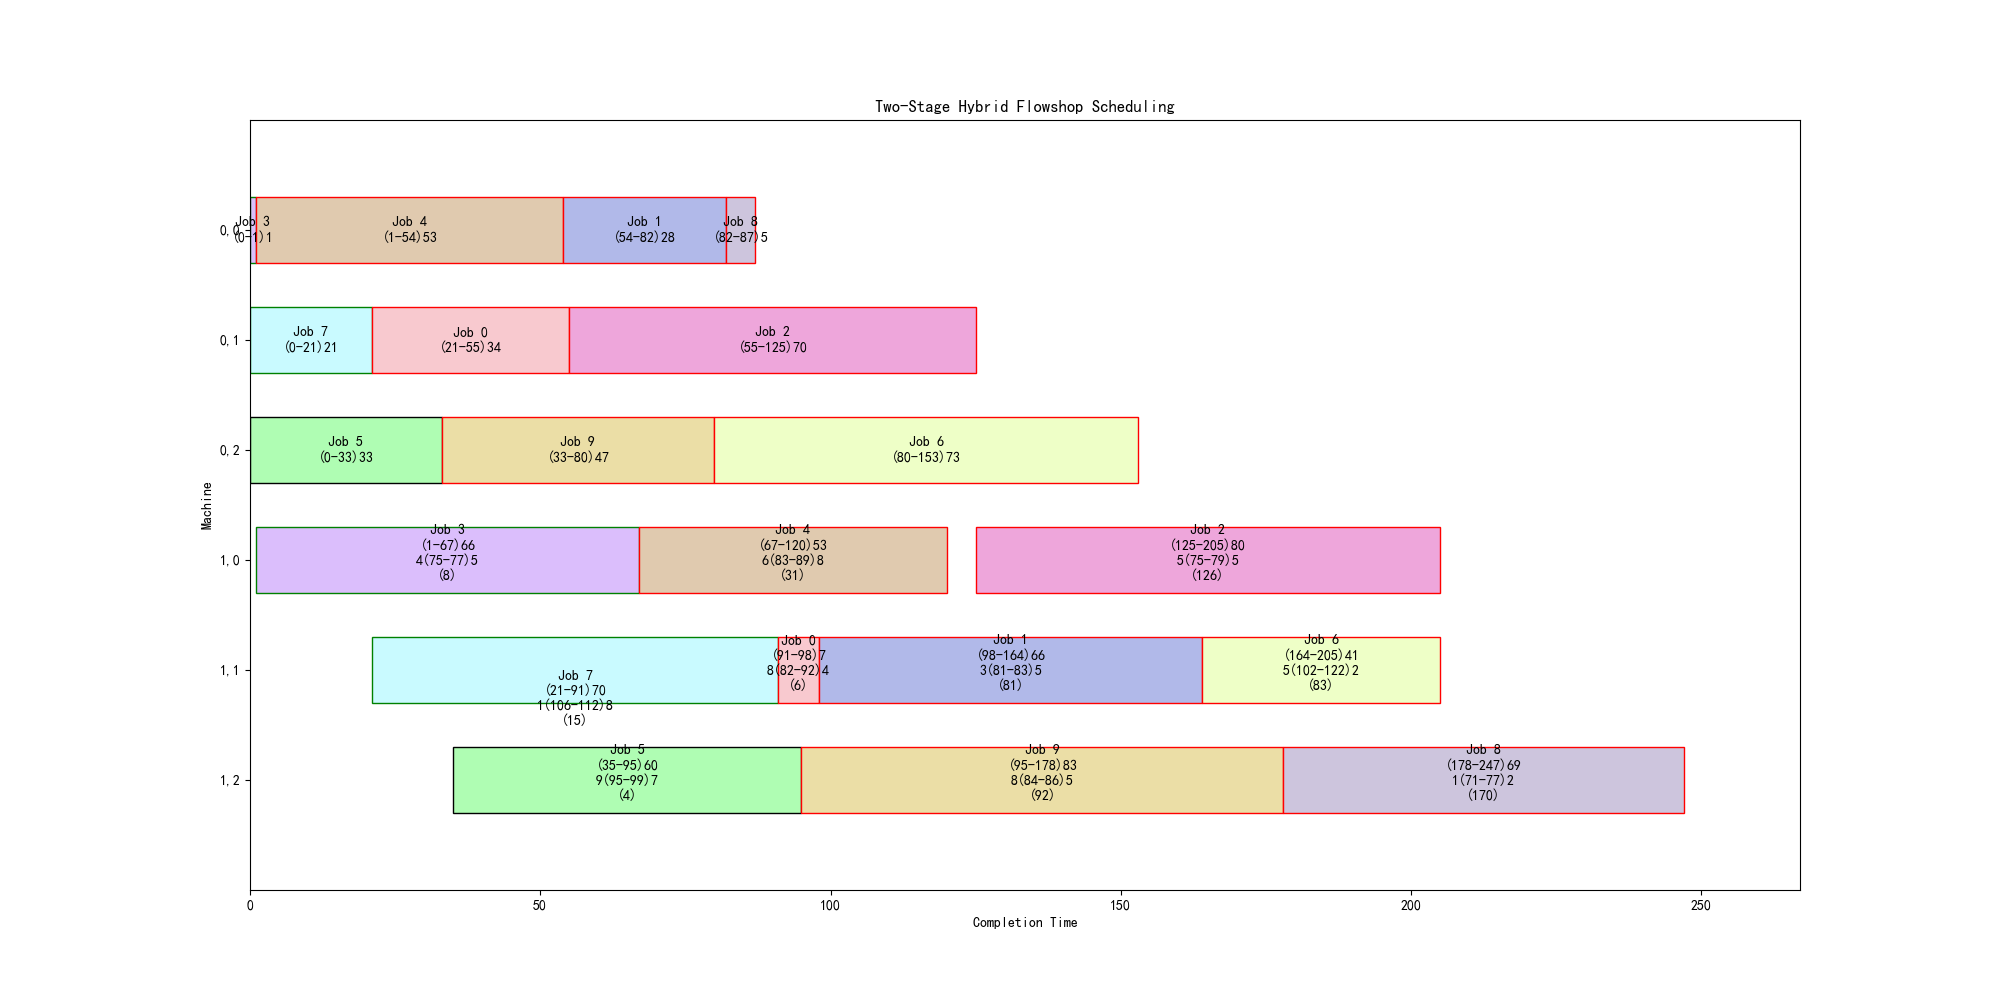 Two-Stage Hybrid Flowshop Scheduling
0,0
Job 3
(0-1)1
Job 4
(1-54)53
Job 1
(54-82)28
Job 8
(82-87)5
0,1
Job 7
(0-21)21
Job 0
(21-55)34
Job 2
(55-125)70
0,2
Job 5
(0-33)33
Job 9
(33-80)47
Job 6
(80-153)73
Machine
1,0
Job 3
(1-67)66
4(75-77)5
(8)
Job 4
(67-120)53
6(83-89)8
(31)
Job 2
(125-205)80
5(75-79)5
(126)
1,1
Job 7
(21-91)70
1(106-112)8
(15)
Job 0
(91-98)7
8(82-92)4
(6)
Job 1
(98-164)66
3(81-83)5
(81)
Job 6
(164-205)41
5(102-122)2
(83)
1,2
Job 5
(35-95)60
9(95-99)7
(4)
Job 9
(95-178)83
8(84-86)5
(92)
Job 8
(178-247)69
1(71-77)2
(170)
0
50
100
150
200
250
Completion Time